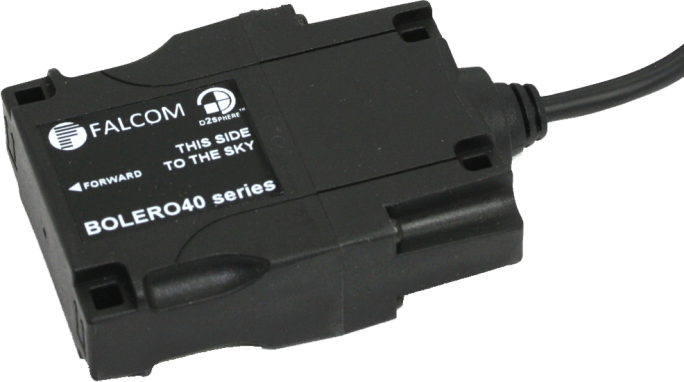 FALCOM
D2SPHERE™
THIS SIDE
TO THE SKY
FORWARD
BOLERO40 series